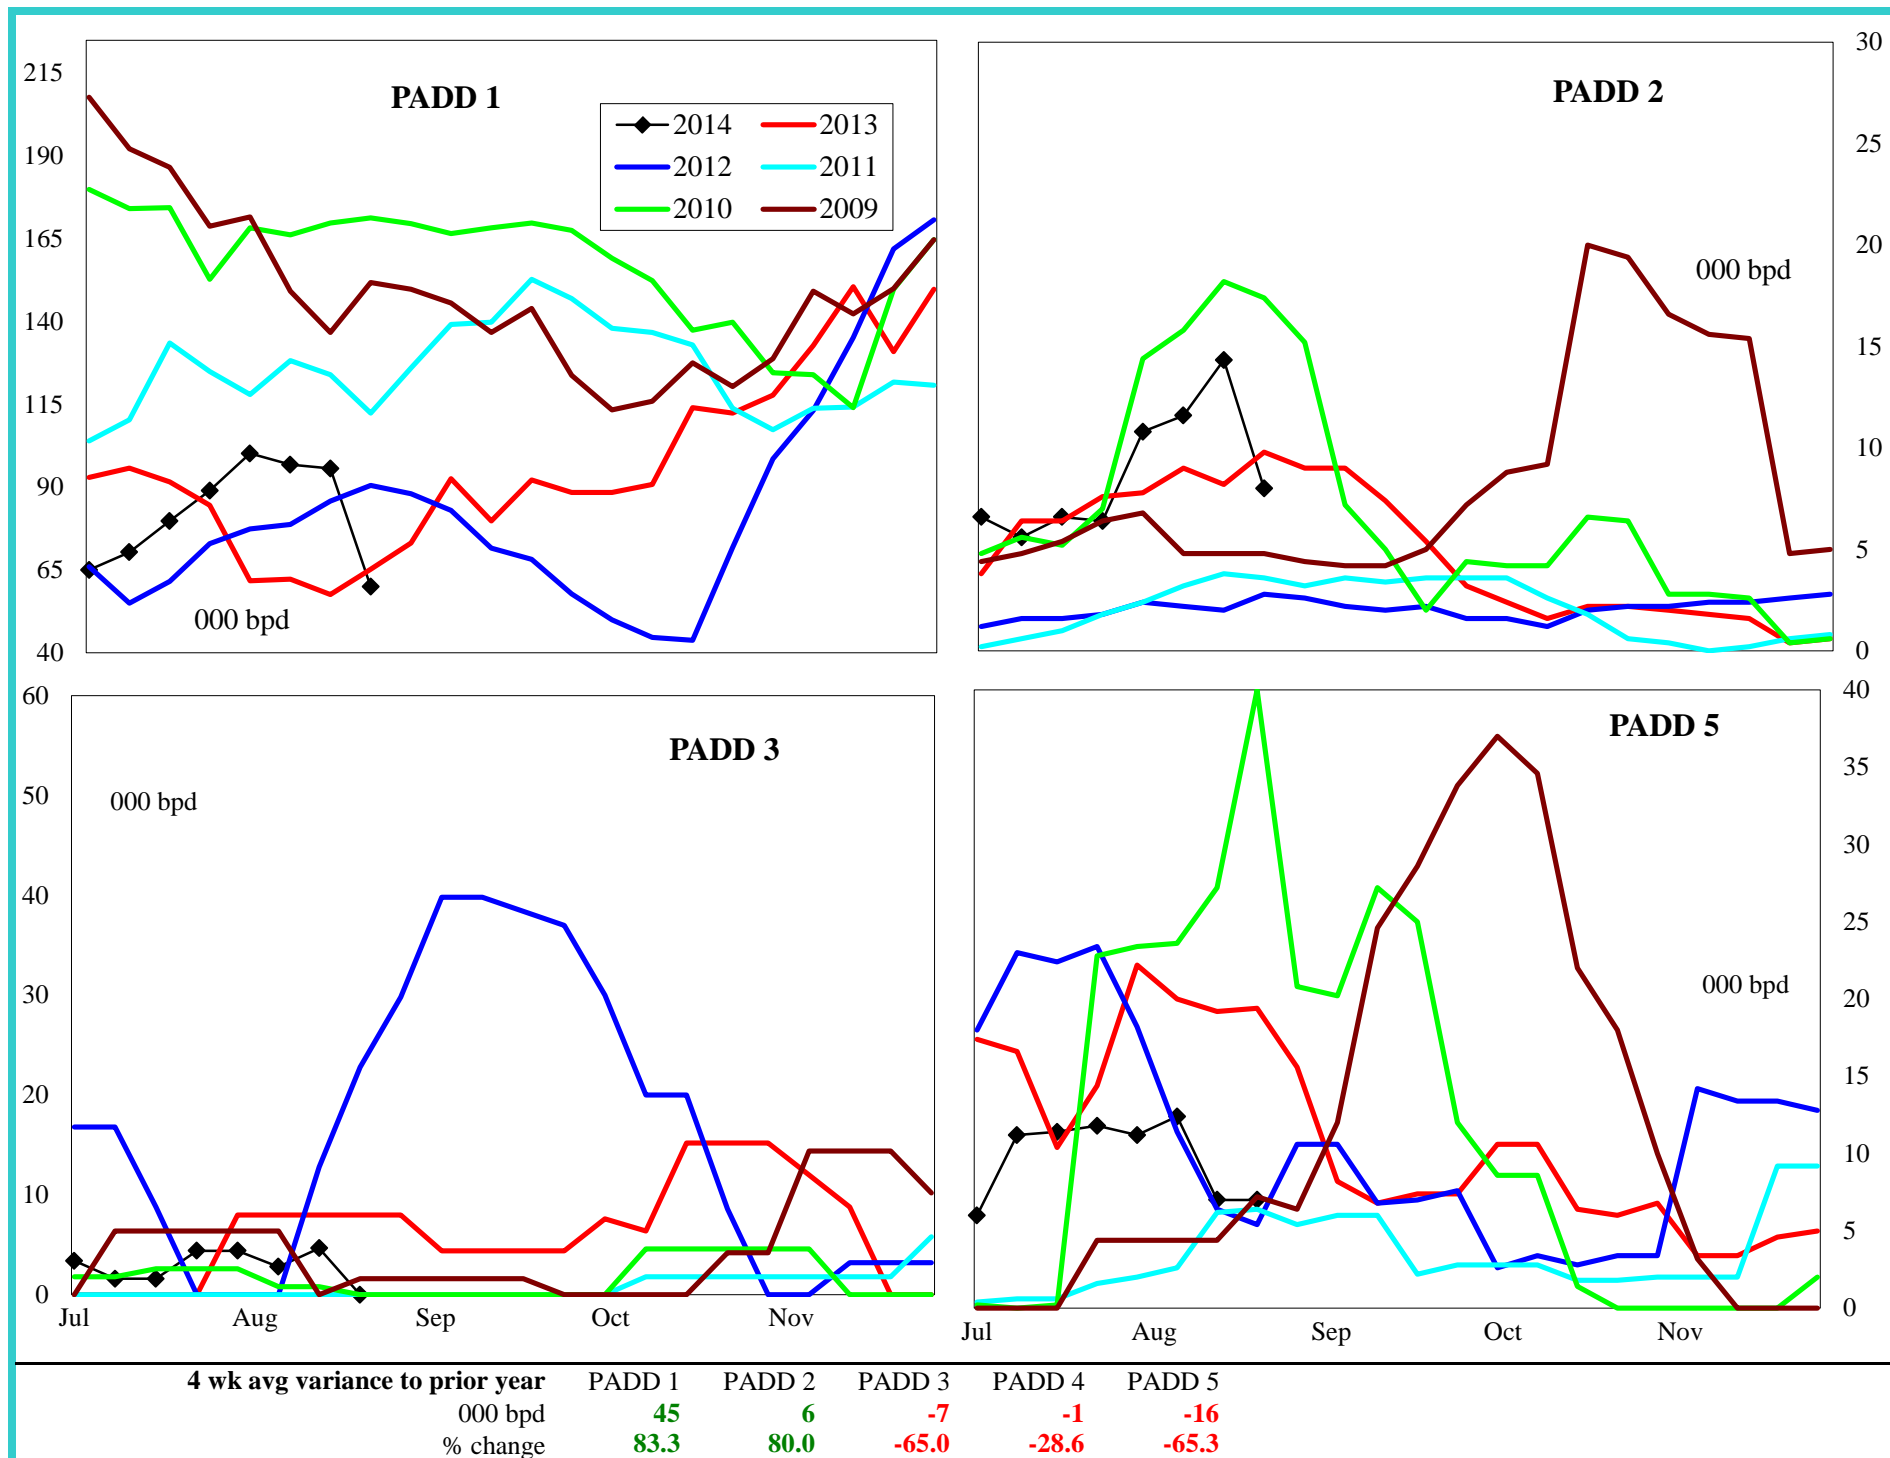 PADD 1
2014 2013
2012 2011
2010 2009
000 bpd
215
190
165
140
115
90
65
40
PADD 2
000 bpd
30
25
20
15
10
5
0
PADD 3
000 bpd
60
50
40
30
20
10
0
Jul Aug Sep Oct Nov
PADD 5
000 bpd
40
35
30
25
20
15
10
5
0
Jul Aug Sep Oct Nov
4 wk avg variance to prior year PADD 1 PADD 2 PADD 3 PADD 4 PADD 5
000 bpd 45 6 -7 -1 -16
% change 83.3 80.0 -65.0 -28.6 -65.3